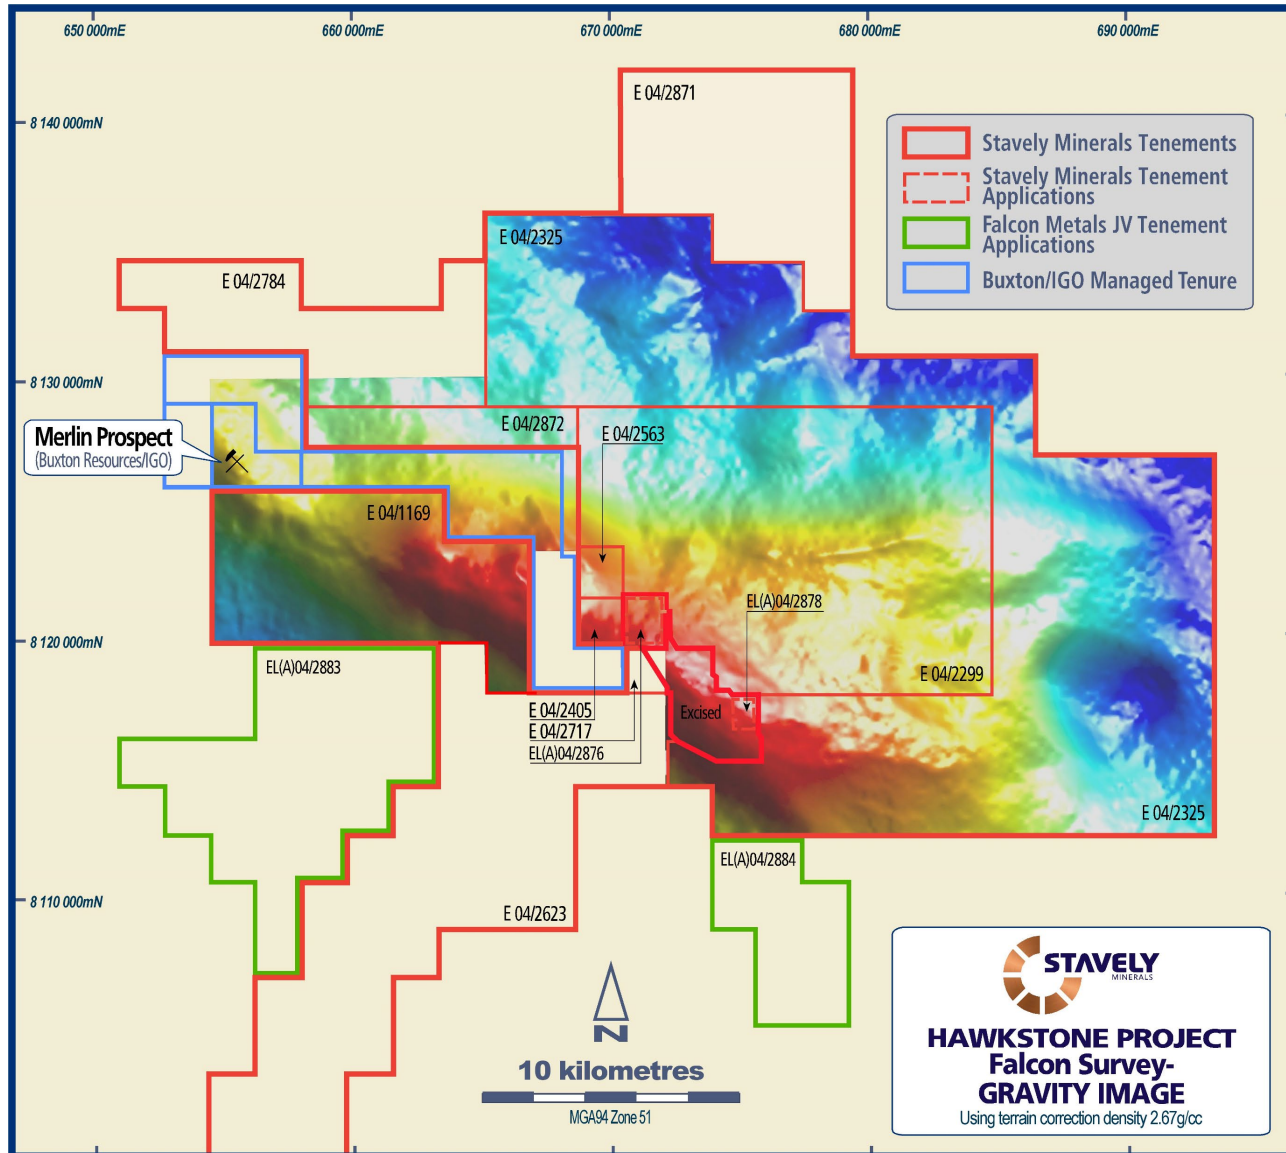 650 000mE
660 000mE
670 000mE
680 000mE
690 000mE
8 140 000mN
8 130 000mN
8 120 000mN
8 110 000mN
E 04/2871
Stavely Minerals Tenements
Stavely Minerals Tenement
Applications
Falcon Metals JV Tenement
Applications
Buxton/IGO Managed Tenure
E 04/2325
E 04/2784
E 04/2872
E 04/2563
Merlin Prospect
(Buxton Resources/IGO)
E 04/1169
EL(A)04/2878
EL(A)04/2883
E 04/2299
E 04/2405
E 04/2717
EL(A)04/2876
Excised
E 04/2325
EL(A)04/2884
E 04/2623
N
10 kilometres
MGA94 Zone 51
STAVELY
MINERALS
HAWKSTONE PROJECT
Falcon Survey-
GRAVITY IMAGE
Using terrain correction density 2.67g/cc